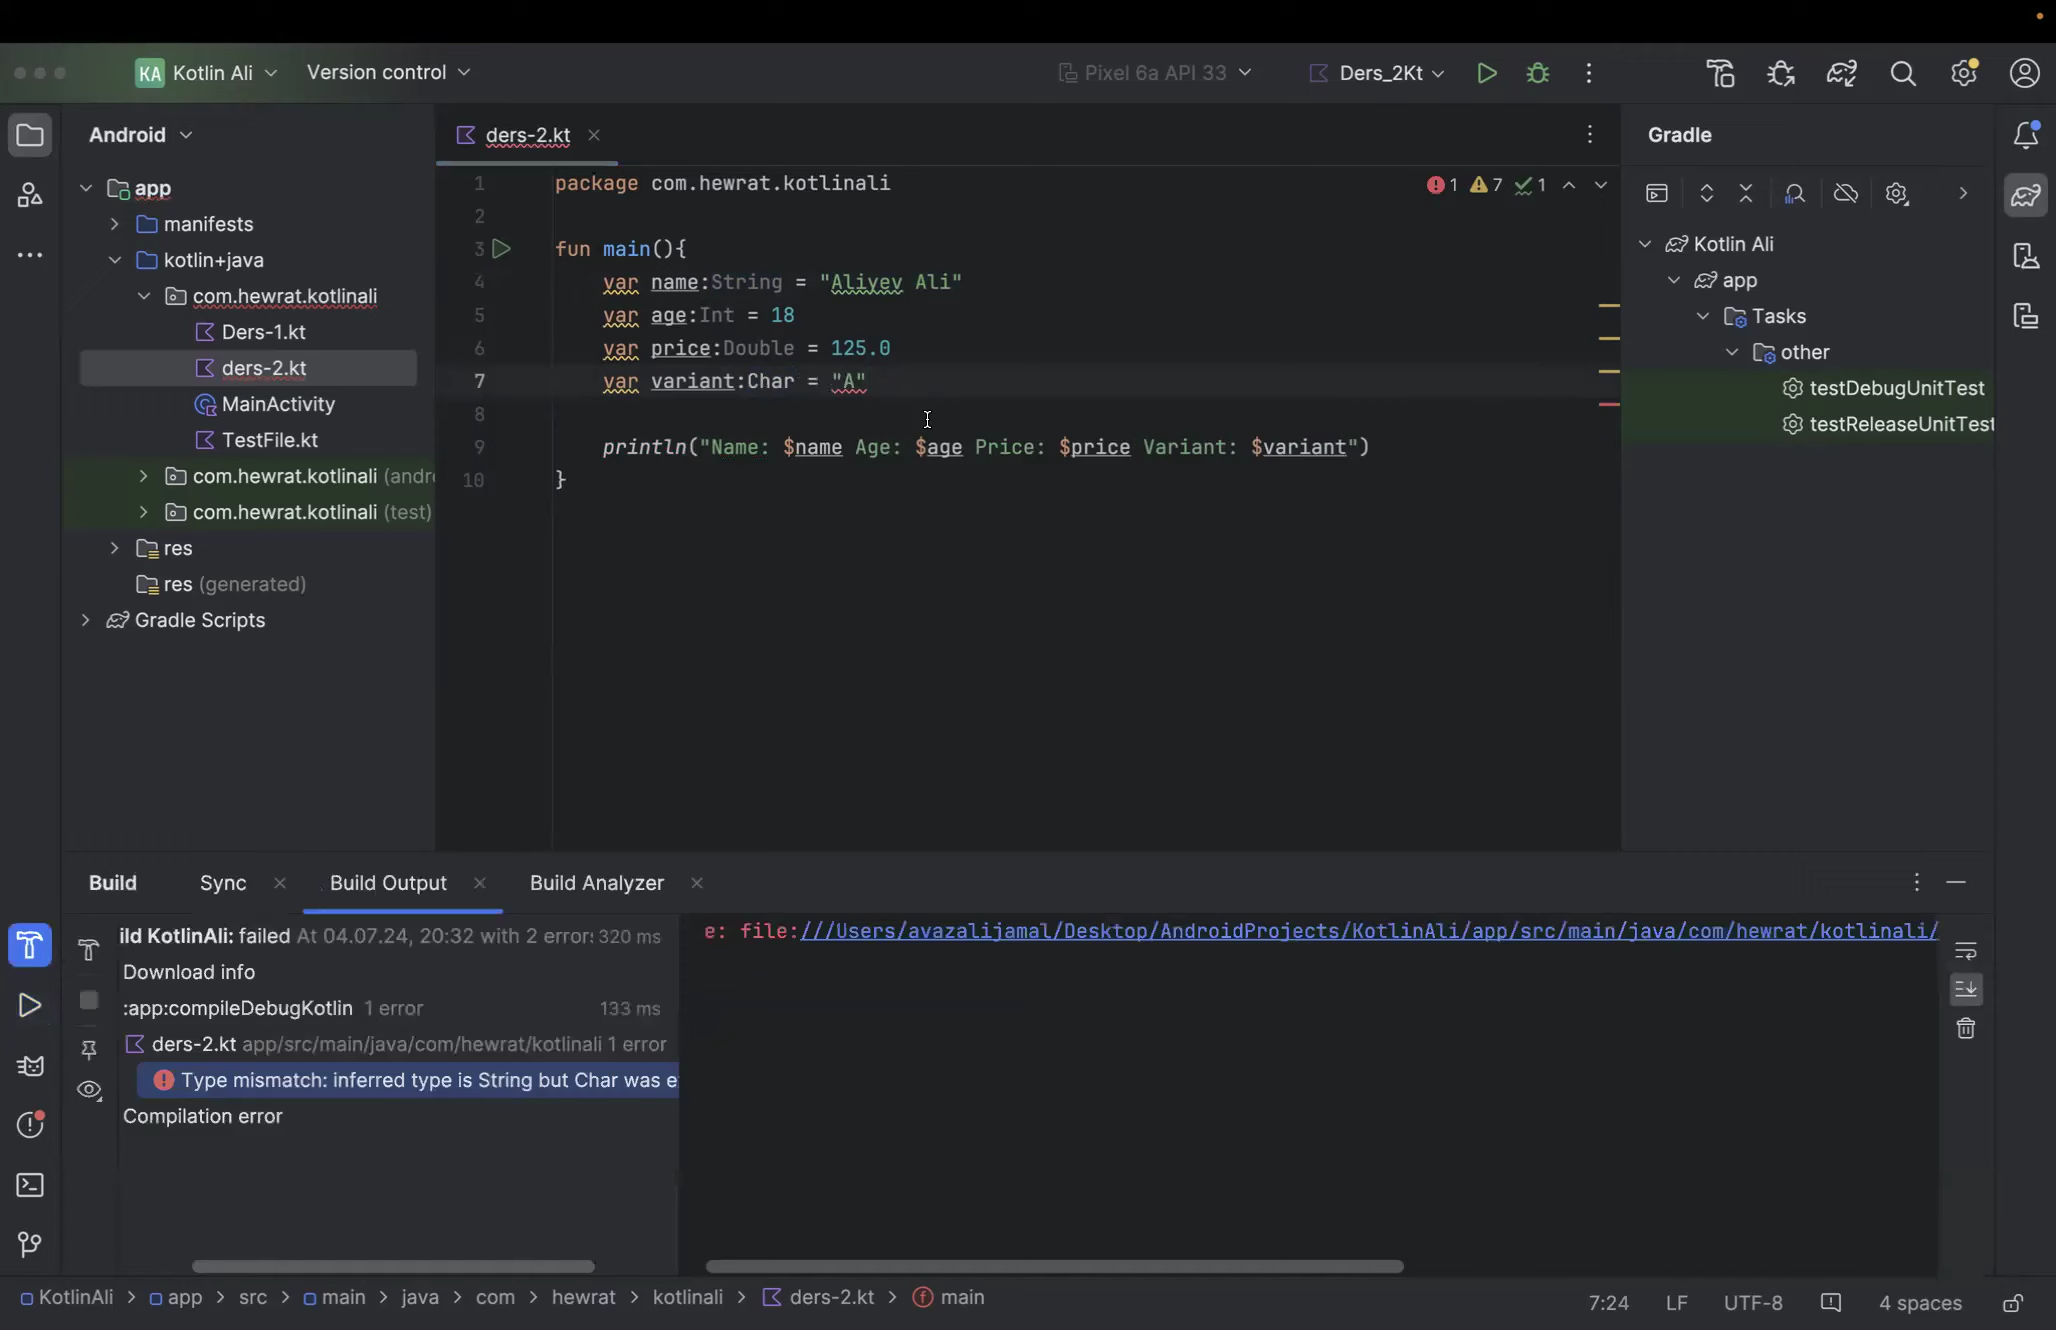 KA Kotlin Ali Version control Pixel 6a API 33 Ders_2Kt
Android
app
manifests
kotlin+java
com.hewrat.kotlinali
Ders-1.kt
ders-2.kt
MainActivity
TestFile.kt
com.hewrat.kotlinali (andr
com.hewrat.kotlinali (test)
res
res (generated)
Gradle Scripts
ders-2.kt
1 7 1
1 package com.hewrat.kotlinali
2
3 fun main(){
4 var name:String = "Aliyev Ali"
5 var age:Int = 18
6 var price:Double = 125.0
7 var variant:Char = "A"
8
9 println("Name: $name Age: $age Price: $price Variant: $variant")
10 }
Gradle
Kotlin Ali
app
Tasks
other
testDebugUnitTest
testReleaseUnitTest
Build Sync Build Output Build Analyzer
ild KotlinAli: failed At 04.07.24, 20:32 with 2 error: 320 ms
Download info
:app:compileDebugKotlin 1 error 133 ms
ders-2.kt app/src/main/java/com/hewrat/kotlinali 1 error
Type mismatch: inferred type is String but Char was e
Compilation error
e: file:///Users/avazalijamal/Desktop/AndroidProjects/KotlinAli/app/src/main/java/com/hewrat/kotlinali/
KotlinAli > app > src > main > java > com > hewrat > kotlinali > ders-2.kt > main
7:24 LF UTF-8 4 spaces